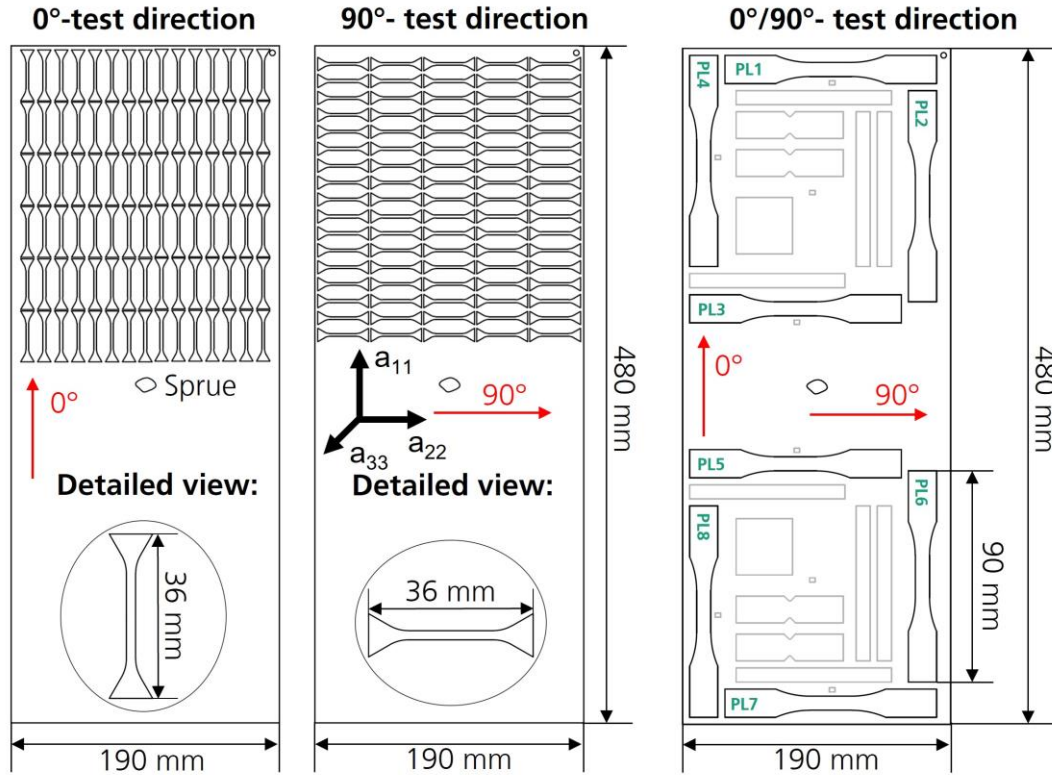 0°-test direction
90°- test direction
0°/90°- test direction
PL4
PL1
PL2
PL3
0°
Sprue
a11
90°
a33
a22
0°
90°
480 mm
480 mm
Detailed view:
Detailed view:
PL5
PL6
PL8
36 mm
36 mm
90 mm
PL7
190 mm
190 mm
190 mm